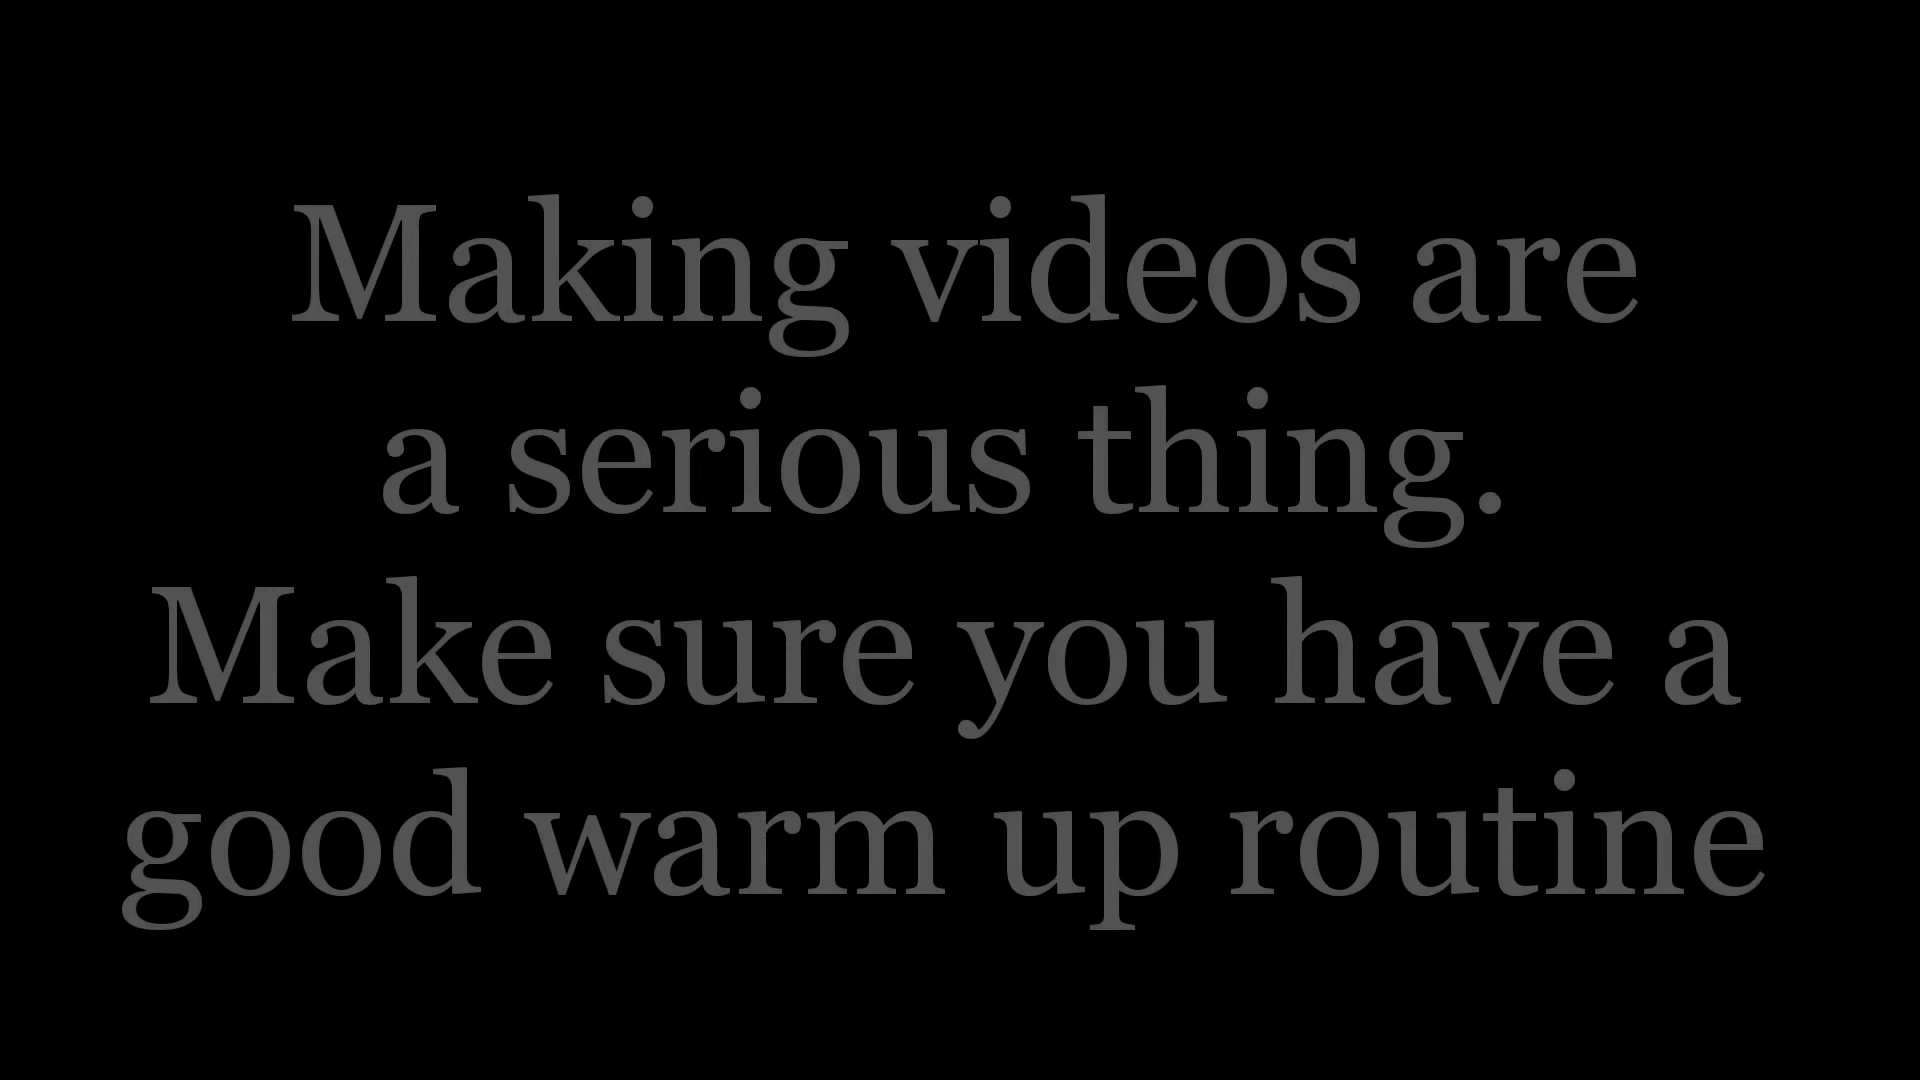 Making videos are
a serious thing.
Make sure you have a
good warm up routine